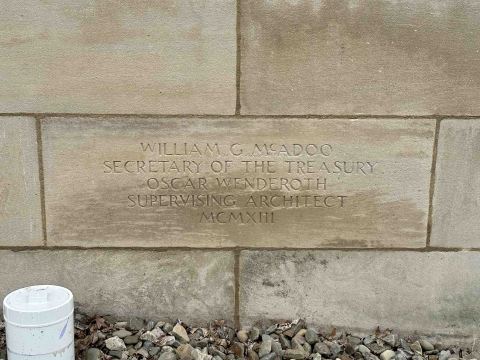 WILLIAM G McADOO
SECRETARY OF THE TREASURY
OSCAR WENDEROTH
SUPERVISING ARCHITECT
MCMXIII